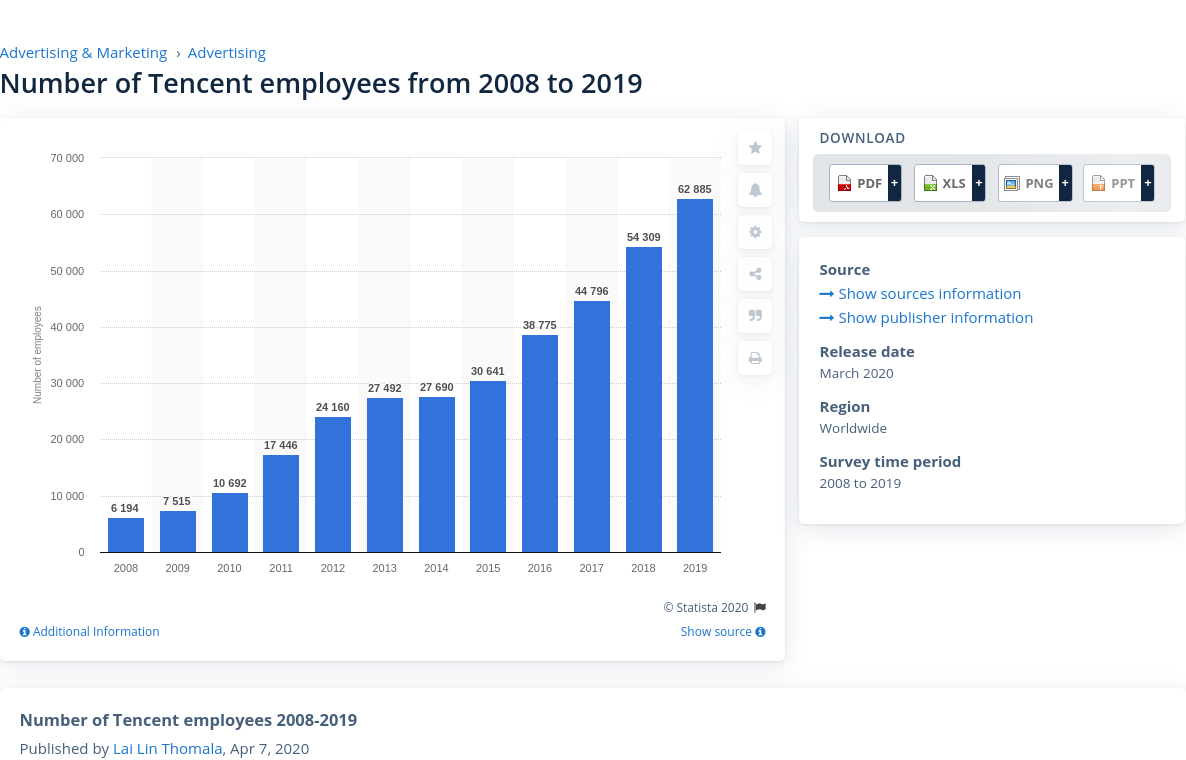 Advertising & Marketing › Advertising
Number of Tencent employees from 2008 to 2019
70 000
60 000
50 000
40 000
30 000
20 000
10 000
0
Number of employees
6 194
7 515
10 692
17 446
24 160
27 492
27 690
30 641
38 775
44 796
54 309
62 885
2008 2009 2010 2011 2012 2013 2014 2015 2016 2017 2018 2019
© Statista 2020
Additional Information
Show source
DOWNLOAD
PDF + XLS + PNG + PPT +
Source
Show sources information
Show publisher information
Release date
March 2020
Region
Worldwide
Survey time period
2008 to 2019
Number of Tencent employees 2008-2019
Published by Lai Lin Thomala, Apr 7, 2020